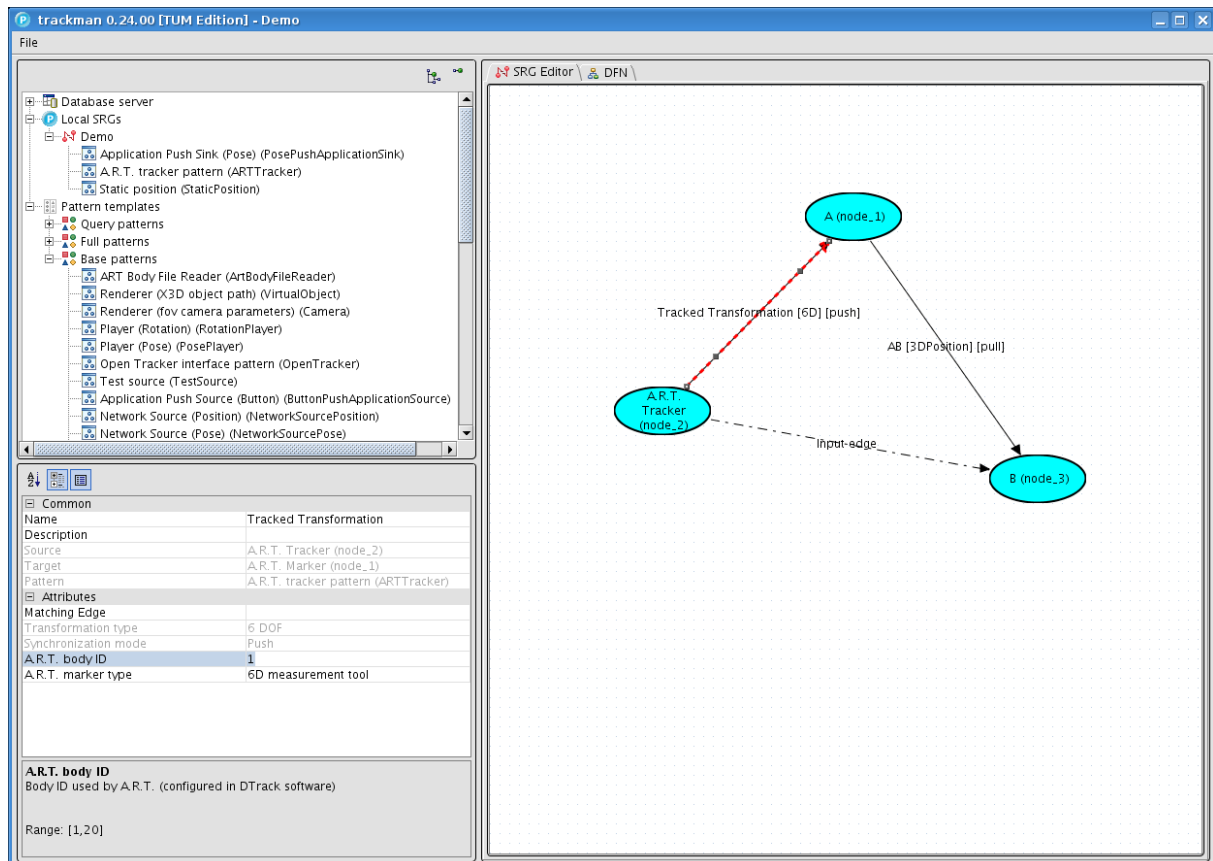 trackman 0.24.00 [TUM Edition] - Demo
File
Database server
Local SRGs
Demo
Application Push Sink (Pose) (PosePushApplicationSink)
A.R.T. tracker pattern (ARTTracker)
Static position (StaticPosition)
Pattern templates
Query patterns
Full patterns
Base patterns
ART Body File Reader (ArtBodyFileReader)
Renderer (X3D object path) (VirtualObject)
Renderer (fov camera parameters) (Camera)
Player (Rotation) (RotationPlayer)
Player (Pose) (PosePlayer)
Open Tracker interface pattern (OpenTracker)
Test source (TestSource)
Application Push Source (Button) (ButtonPushApplicationSource)
Network Source (Position) (NetworkSourcePosition)
Network Source (Pose) (NetworkSourcePose)
Common
Name Tracked Transformation
Description
Source A.R.T. Tracker (node_2)
Target A.R.T. Marker (node_1)
Pattern A.R.T. tracker pattern (ARTTracker)
Attributes
Matching Edge
Transformation type 6 DOF
Synchronization mode Push
A.R.T. body ID 1
A.R.T. marker type 6D measurement tool
A.R.T. body ID
Body ID used by A.R.T. (configured in DTrack software)
Range: [1,20]
SRG Editor DFN
A (node_1)
Tracked Transformation [6D] [push]
AB [3DPosition] [pull]
A.R.T.
Tracker
(node_2)
Input-edge
B (node_3)